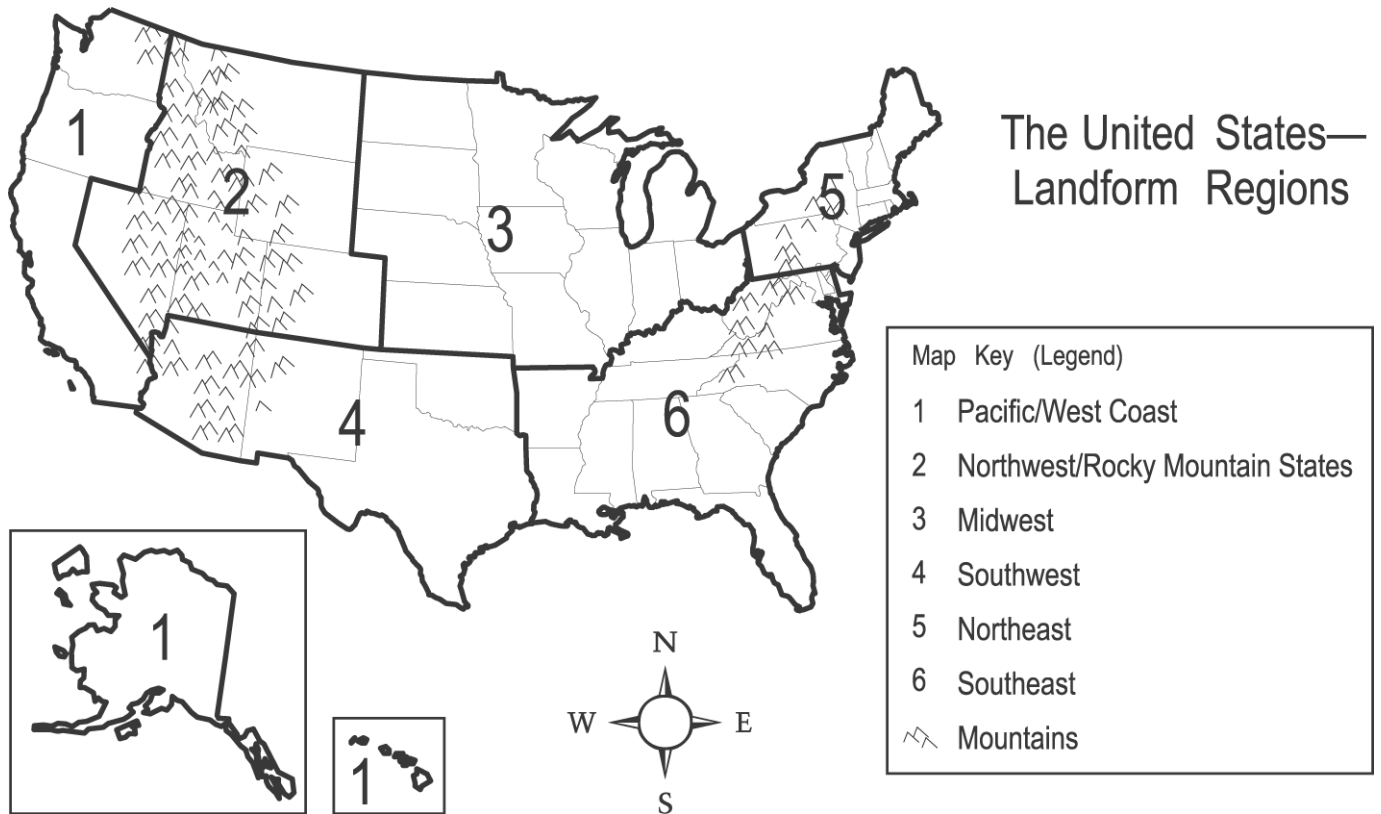 The United States—
Landform Regions
1
2
3
4
5
6
1
1
N
W E
S
Map Key (Legend)
1 Pacific/West Coast
2 Northwest/Rocky Mountain States
3 Midwest
4 Southwest
5 Northeast
6 Southeast
Mountains